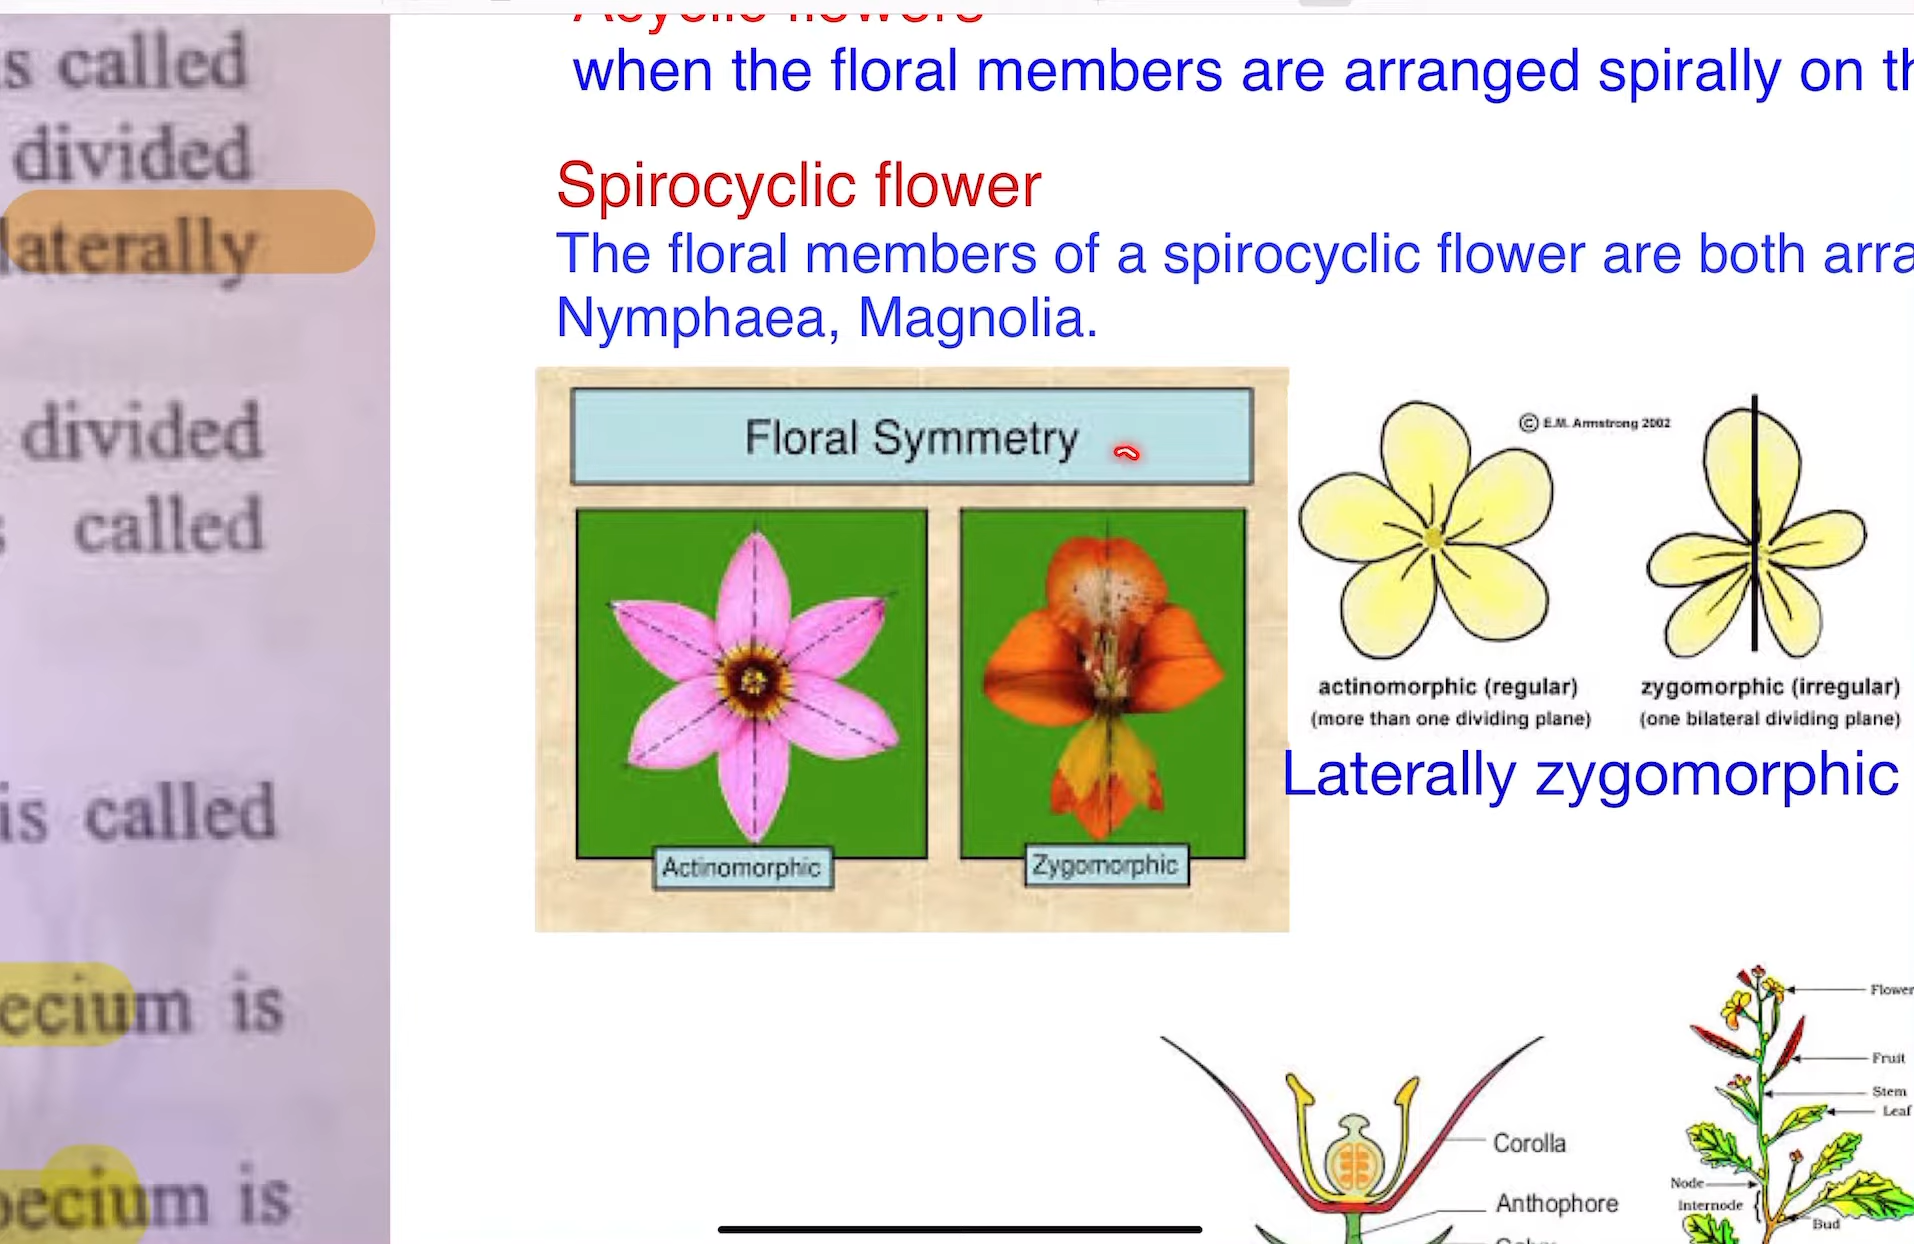 s called
divided
laterally
divided
called
is called
ecium is
oecium is
Acyclic flowers
when the floral members are arranged spirally on th
Spirocyclic flower
The floral members of a spirocyclic flower are both arra
Nymphaea, Magnolia.
Floral Symmetry
Actinomorphic
Zygomorphic
© E.M. Armstrong 2002
actinomorphic (regular)
(more than one dividing plane)
zygomorphic (irregular)
(one bilateral dividing plane)
Laterally zygomorphic
Corolla
Anthophore
Flower
Fruit
Stem
Leaf
Node
Internode
Bud